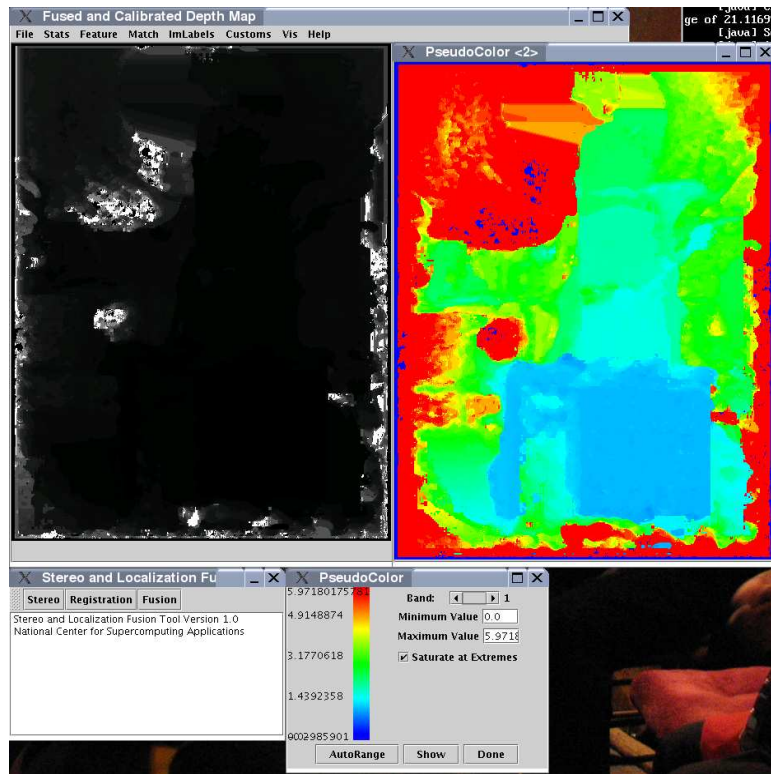 Fused and Calibrated Depth Map
File Stats Feature Match ImLabels Customs Vis Help
ge of 21.1169
[java] S
PseudoColor <2>
Stereo and Localization Fu
Stereo Registration Fusion
Stereo and Localization Fusion Tool Version 1.0
National Center for Supercomputing Applications
PseudoColor
5.97180175781
4.9148874
3.1770618
1.4392358
Band: 1
Minimum Value 0.0
Maximum Value 5.9718
Saturate at Extremes
AutoRange Show Done